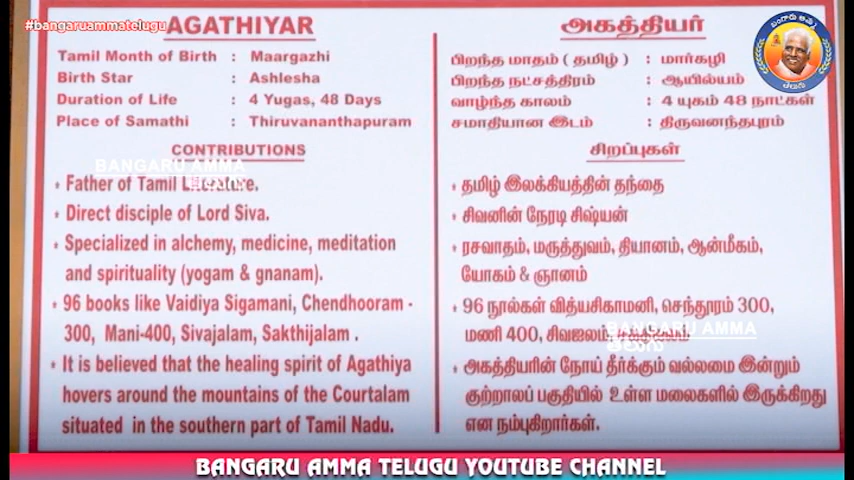 #bangaruammatelugu
AGATHIYAR
Tamil Month of Birth : Maargazhi
Birth Star : Ashlesha
Duration of Life : 4 Yugas, 48 Days
Place of Samathi : Thiruvananthapuram
CONTRIBUTIONS
BANGARU AMMA
తెలుగు
* Father of Tamil
* Direct disciple of Lord Siva.
* Specialized in alchemy, medicine, meditation
and spirituality (yogam & gnanam).
* 96 books like Vaidiya Sigamani, Chendhooram -
300, Mani-400, Sivajalam, Sakthijalam .
* It is believed that the healing spirit of Agathiya
hovers around the mountains of the Courtalam
situated in the southern part of Tamil Nadu.
அகத்தியர்
பிறந்த மாதம் ( தமிழ் ) : மார்கழி
பிறந்த நட்சத்திரம் : ஆயில்யம்
வாழ்ந்த காலம் : 4 யுகம் 48 நாட்கள்
சமாதியான இடம் : திருவனந்தபுரம்
சிறப்புகள்
* தமிழ் இலக்கியத்தின் தந்தை
* சிவனின் நேரடி சிஷ்யன்
* ரசவாதம், மருத்துவம், தியானம், ஆன்மீகம்,
யோகம் & ஞானம்
* 96 நூல்கள் வித்யசிகாமனி, செந்தூரம் 300,
மணி 400, சிவஜலம்,
BANGARU AMMA
తెలుగు
* அகத்தியரின் நோய் தீர்க்கும் வல்லமை இன்றும்
குற்றாலப் பகுதியில் உள்ள மலைகளில் இருக்கிறது
என நம்புகிறார்கள்.
బంగారు అమ్మ
తెలుగు
BANGARU AMMA TELUGU YOUTUBE CHANNEL